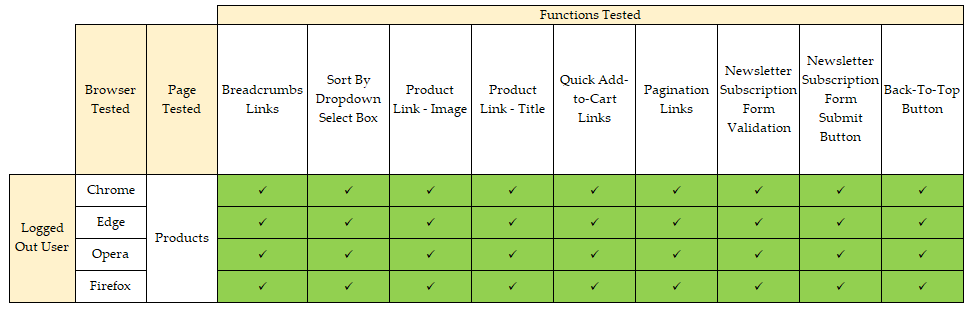 Functions Tested
Browser
Tested
Page
Tested
Breadcrumbs
Links
Sort By
Dropdown
Select Box
Product
Link - Image
Product
Link - Title
Quick Add-
to-Cart
Links
Pagination
Links
Newsletter
Subscription
Form
Validation
Newsletter
Subscription
Form
Submit
Button
Back-To-Top
Button
Logged
Out User
Chrome
Products
✓ ✓ ✓ ✓ ✓ ✓ ✓ ✓ ✓
Edge
✓ ✓ ✓ ✓ ✓ ✓ ✓ ✓ ✓
Opera
✓ ✓ ✓ ✓ ✓ ✓ ✓ ✓ ✓
Firefox
✓ ✓ ✓ ✓ ✓ ✓ ✓ ✓ ✓